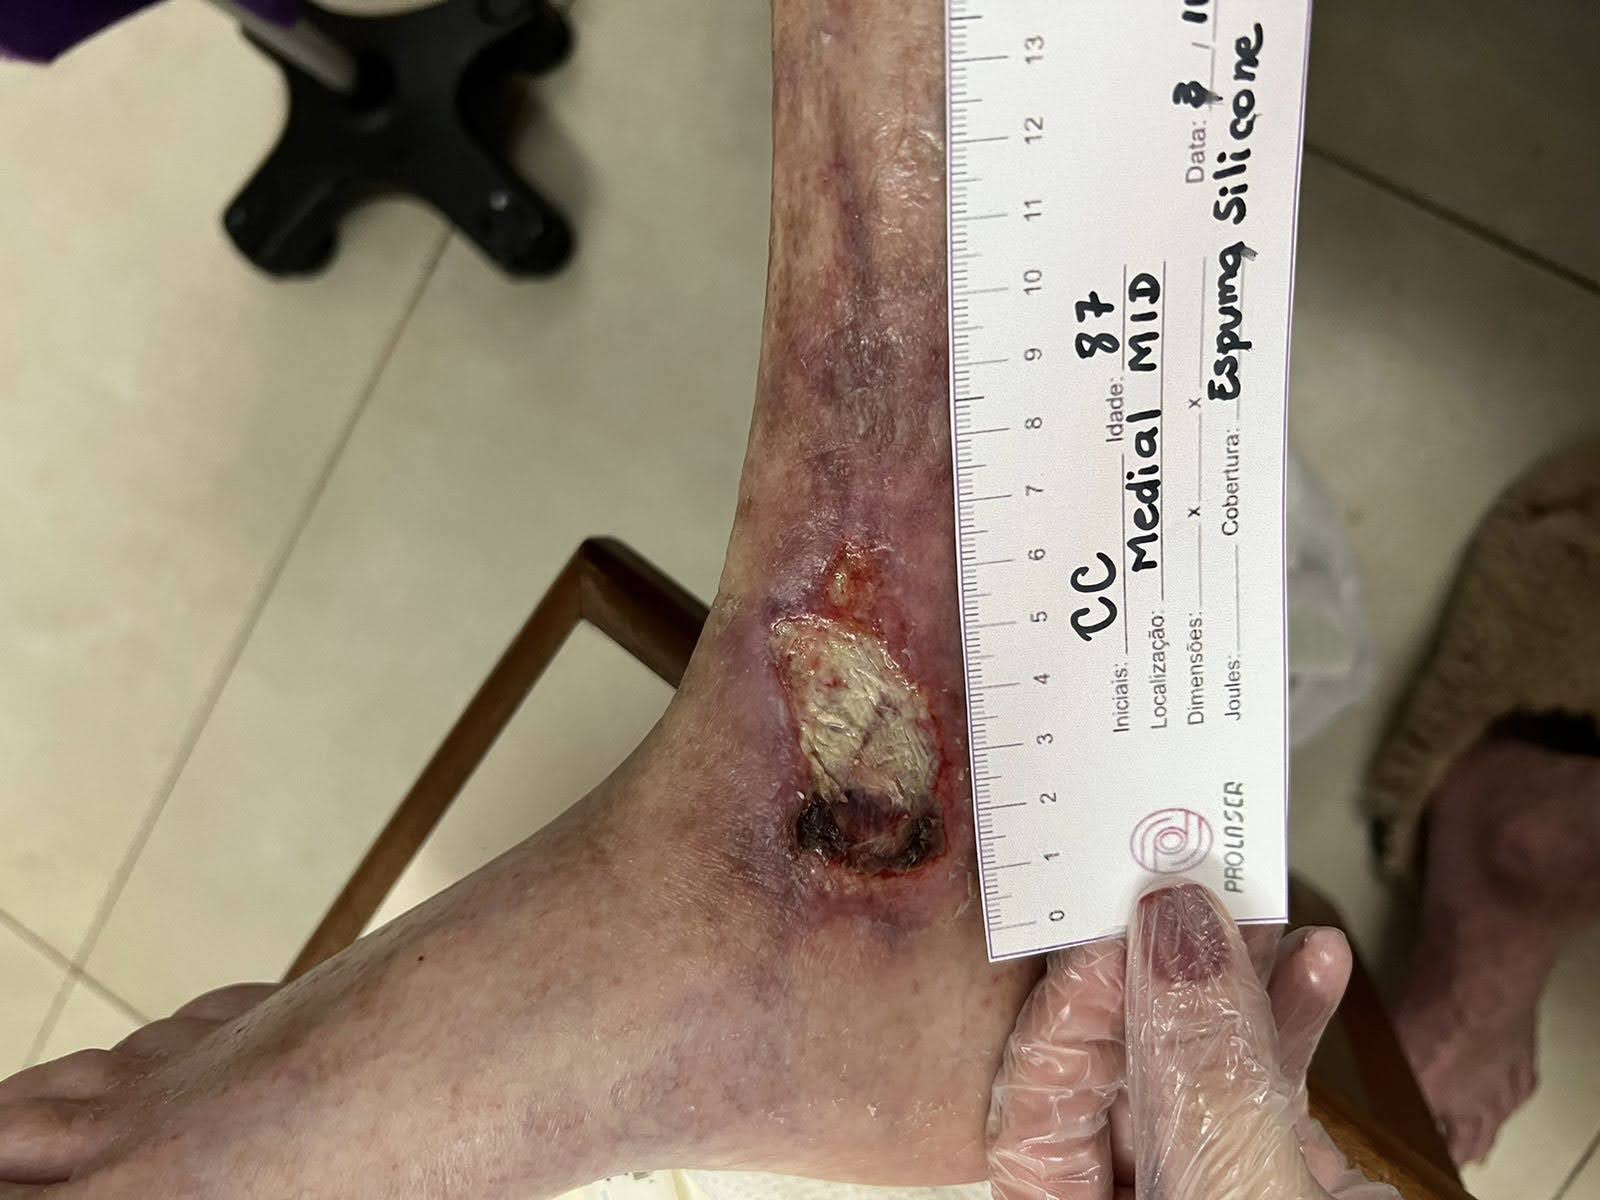 Iniciais: CC Idade: 87
Localização: Medial MID
Dimensões: x x Data: 3 /
Joules: Cobertura: Espuma Silicone
PROLASER
0 1 2 3 4 5 6 7 8 9 10 11 12 13